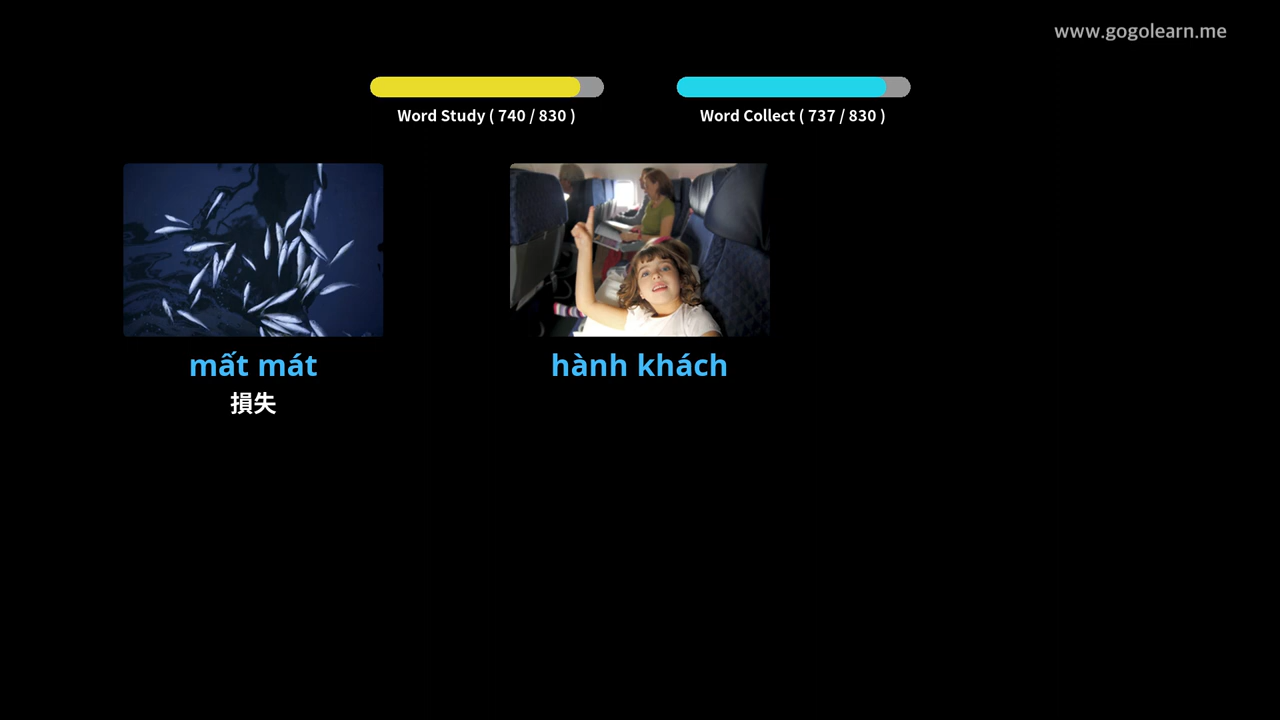 www.gogolearn.me
Word Study ( 740 / 830 )
Word Collect ( 737 / 830 )
mất mát
損失
hành khách